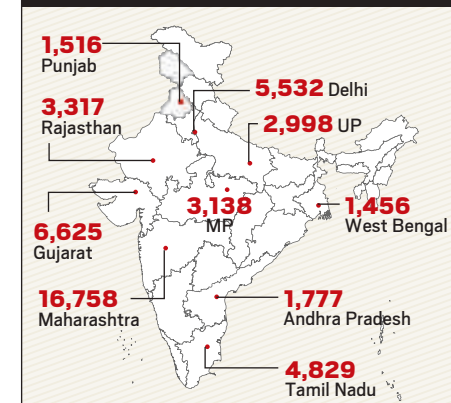 1,516
Punjab
5,532 Delhi
3,317
Rajasthan
2,998 UP
3,138
MP
1,456
West Bengal
6,625
Gujarat
16,758
Maharashtra
1,777
Andhra Pradesh
4,829
Tamil Nadu